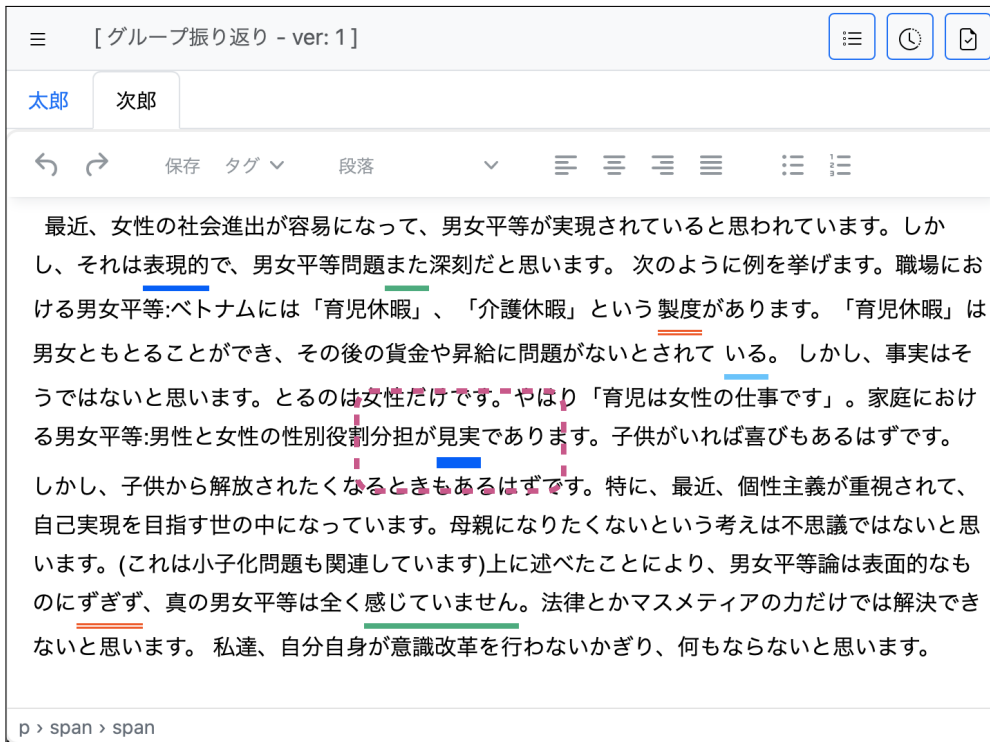 [ グループ振り返り - ver: 1 ]
太郎 次郎
保存 タグ 段落
最近、女性の社会進出が容易になって、男女平等が実現されていると思われています。しか
し、それは表現的で、男女平等問題また深刻だと思います。 次のように例を挙げます。職場にお
ける男女平等:ベトナムには「育児休暇」、「介護休暇」という製度があります。「育児休暇」は
男女ともとることができ、その後の貨金や昇給に問題がないとされて いる。 しかし、事実はそ
うではないと思います。とるのは女性だけです。やはり「育児は女性の仕事です」。家庭におけ
る男女平等:男性と女性の性別役割分担が見実であります。子供がいれば喜びもあるはずです。
しかし、子供から解放されたくなるときもあるはずです。特に、最近、個性主義が重視されて、
自己実現を目指す世の中になっています。母親になりたくないという考えは不思議ではないと思
います。(これは小子化問題も関連しています)上に述べたことにより、男女平等論は表面的なも
のにずぎず、真の男女平等は全く感じていません。法律とかマスメティアの力だけでは解決でき
ないと思います。 私達、自分自身が意識改革を行わないかぎり、何もならないと思います。
p › span › span